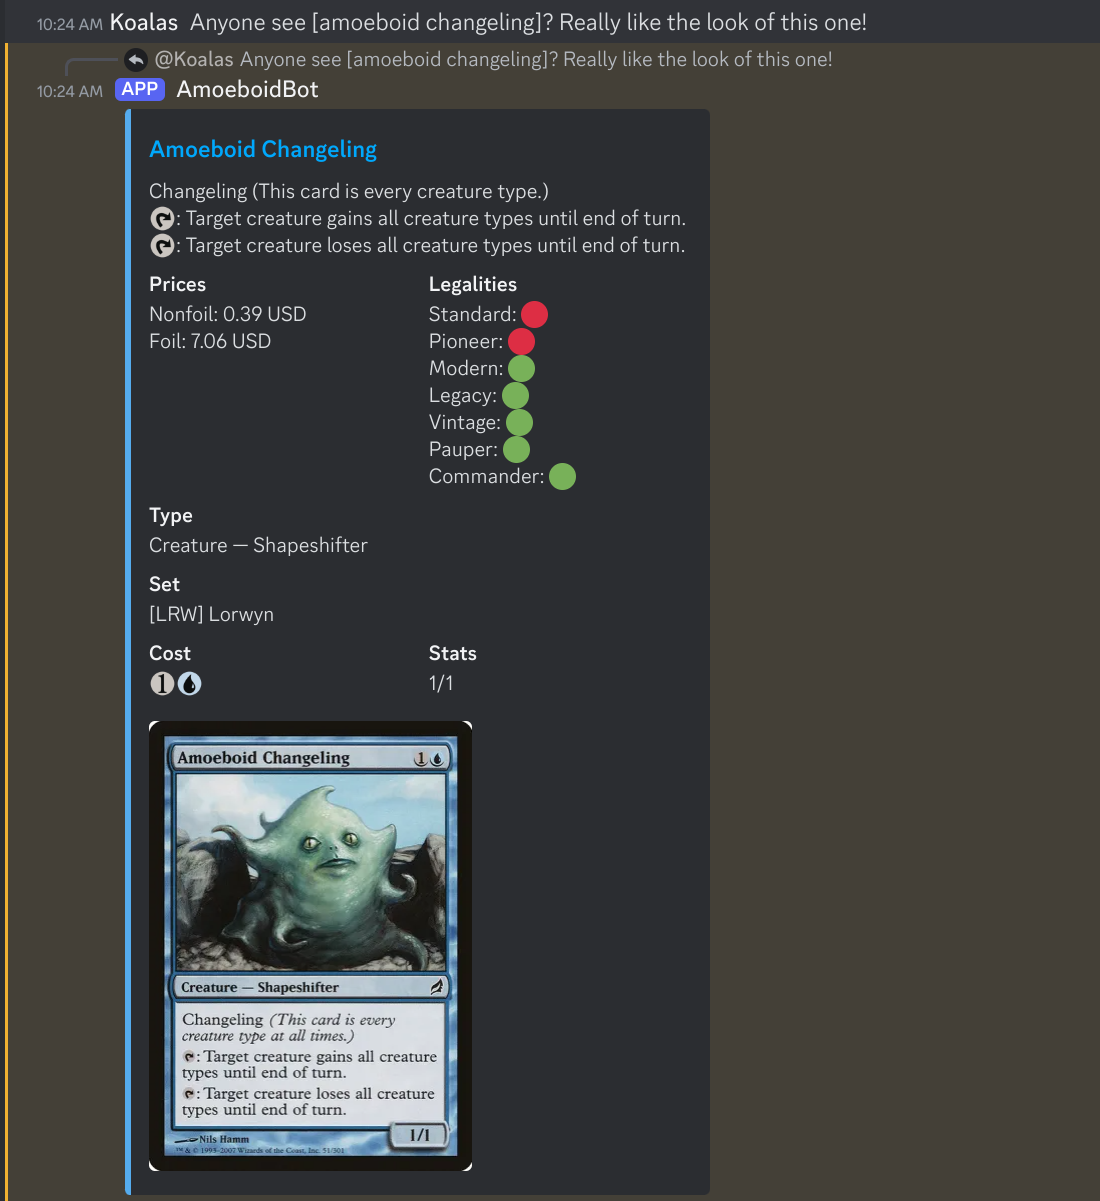 10:24 AM Koalas Anyone see [amoeboid changeling]? Really like the look of this one!
@Koalas Anyone see [amoeboid changeling]? Really like the look of this one!
10:24 AM APP AmoeboidBot
Amoeboid Changeling
Changeling (This card is every creature type.)
: Target creature gains all creature types until end of turn.
: Target creature loses all creature types until end of turn.
Prices
Nonfoil: 0.39 USD
Foil: 7.06 USD
Legalities
Standard:
Pioneer:
Modern:
Legacy:
Vintage:
Pauper:
Commander:
Type
Creature — Shapeshifter
Set
[LRW] Lorwyn
Cost
1
Stats
1/1
Amoeboid Changeling 1
Creature — Shapeshifter
Changeling (This card is every
creature type at all times.)
: Target creature gains all creature
types until end of turn.
: Target creature loses all creature
types until end of turn.
1/1
Nils Hamm
™ & © 1993-2007 Wizards of the Coast, Inc. 51/301